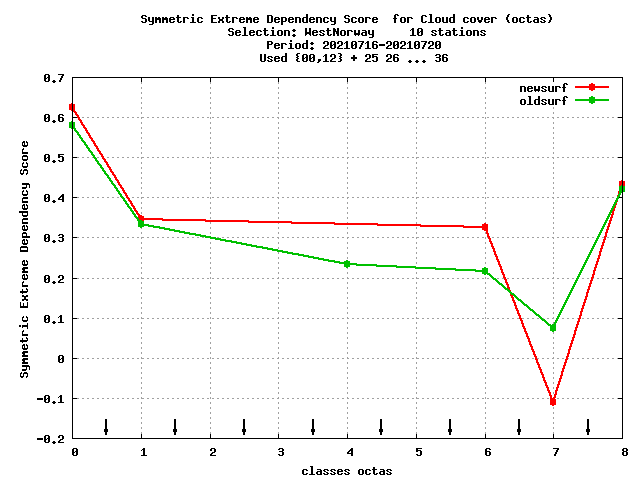 Symmetric Extreme Dependency Score  for Cloud cover (octas)
Selection: WestNorway     10 stations
Period: 20210716-20210720
Used {00,12} + 25 26 ... 36
newsurf
oldsurf
Symmetric Extreme Dependency Score
0.7
0.6
0.5
0.4
0.3
0.2
0.1
0
-0.1
-0.2
0 1 2 3 4 5 6 7 8
classes octas